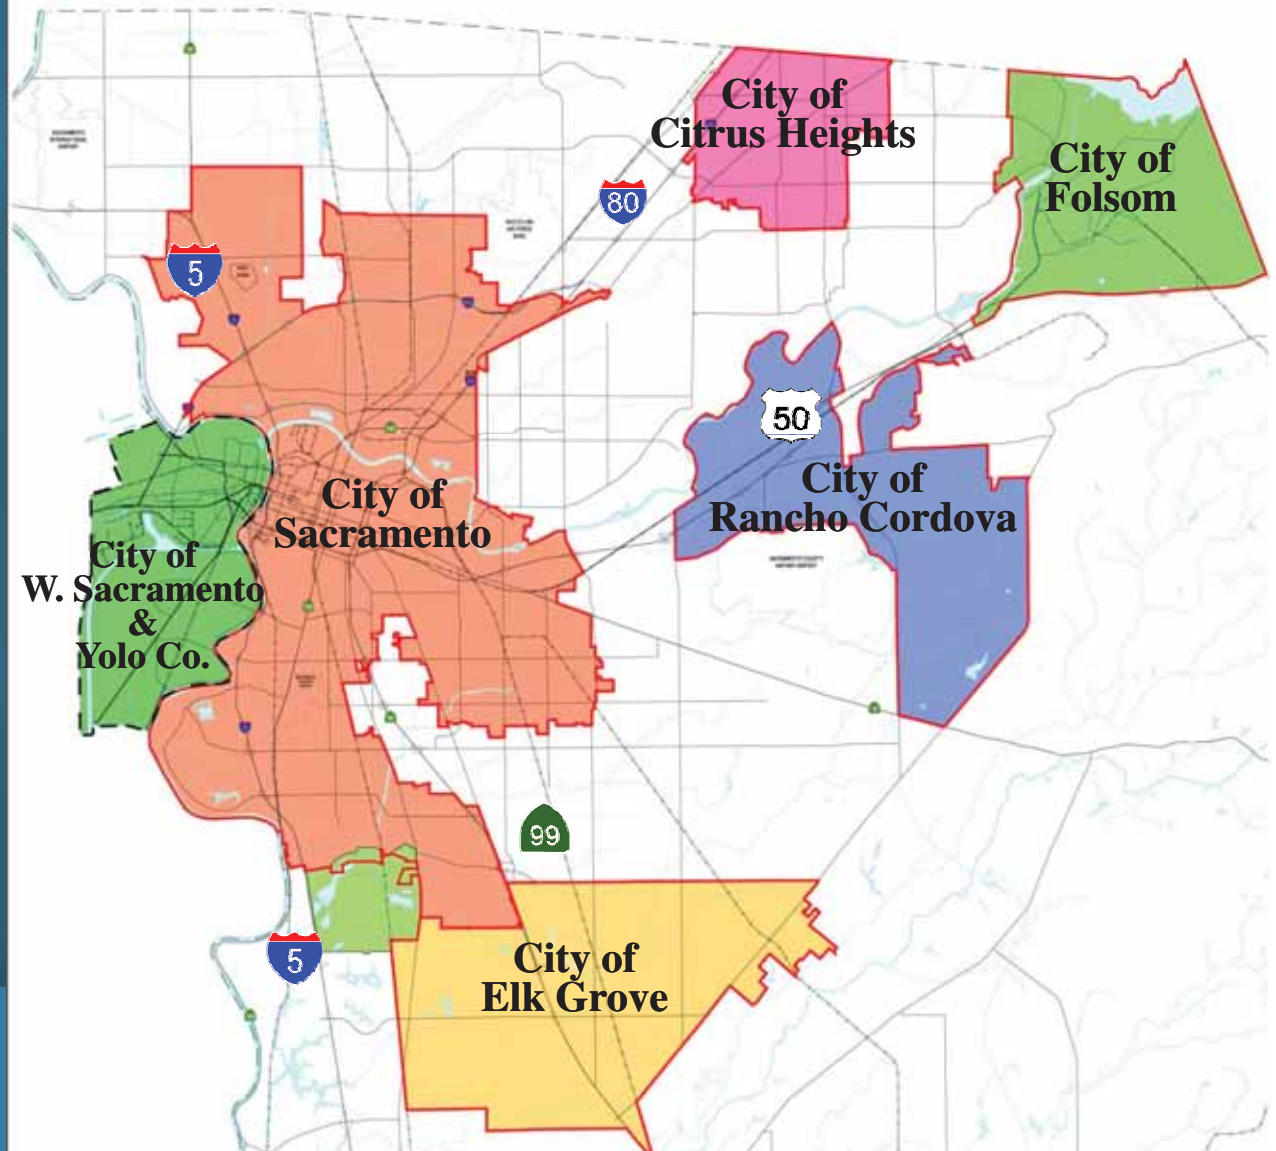 City of
Citrus Heights
City of
Folsom
80
5
50
City of
Rancho Cordova
City of
Sacramento
City of
W. Sacramento
&
Yolo Co.
99
5
City of
Elk Grove